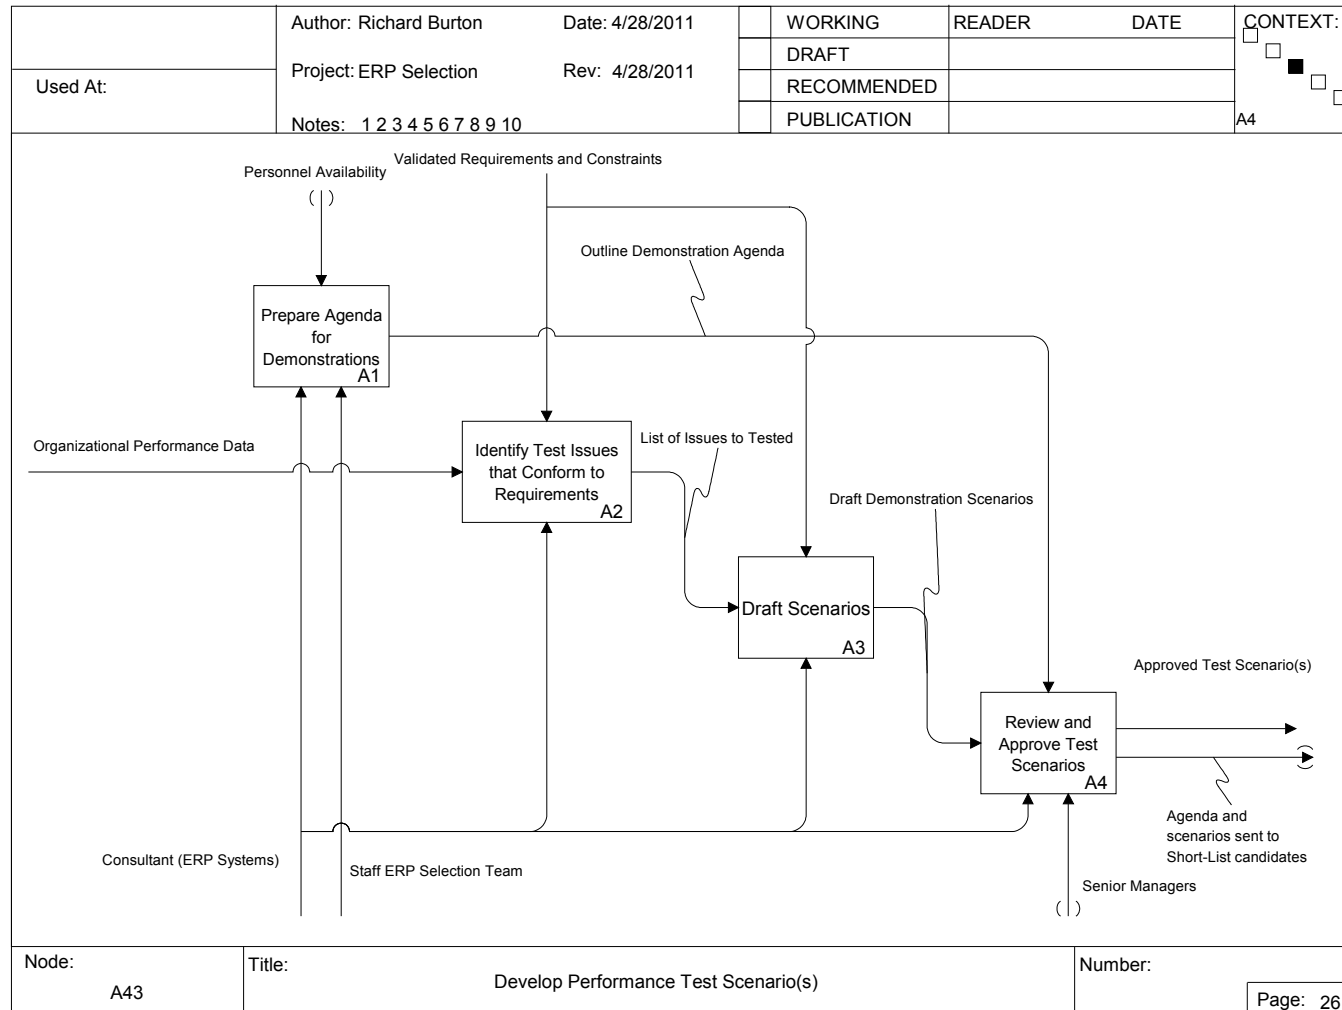 Used At:
Author: Richard Burton
Date: 4/28/2011
Project: ERP Selection
Rev: 4/28/2011
Notes: 1 2 3 4 5 6 7 8 9 10
WORKING
DRAFT
RECOMMENDED
PUBLICATION
READER
DATE
CONTEXT:
A4
Personnel Availability
Validated Requirements and Constraints
Outline Demonstration Agenda
Prepare Agenda
for
Demonstrations
A1
Organizational Performance Data
Identify Test Issues
that Conform to
Requirements
A2
List of Issues to Tested
Draft Demonstration Scenarios
Draft Scenarios
A3
Approved Test Scenario(s)
Review and
Approve Test
Scenarios
A4
Agenda and
scenarios sent to
Short-List candidates
Consultant (ERP Systems)
Staff ERP Selection Team
Senior Managers
Node:
A43
Title:
Develop Performance Test Scenario(s)
Number:
Page: 26